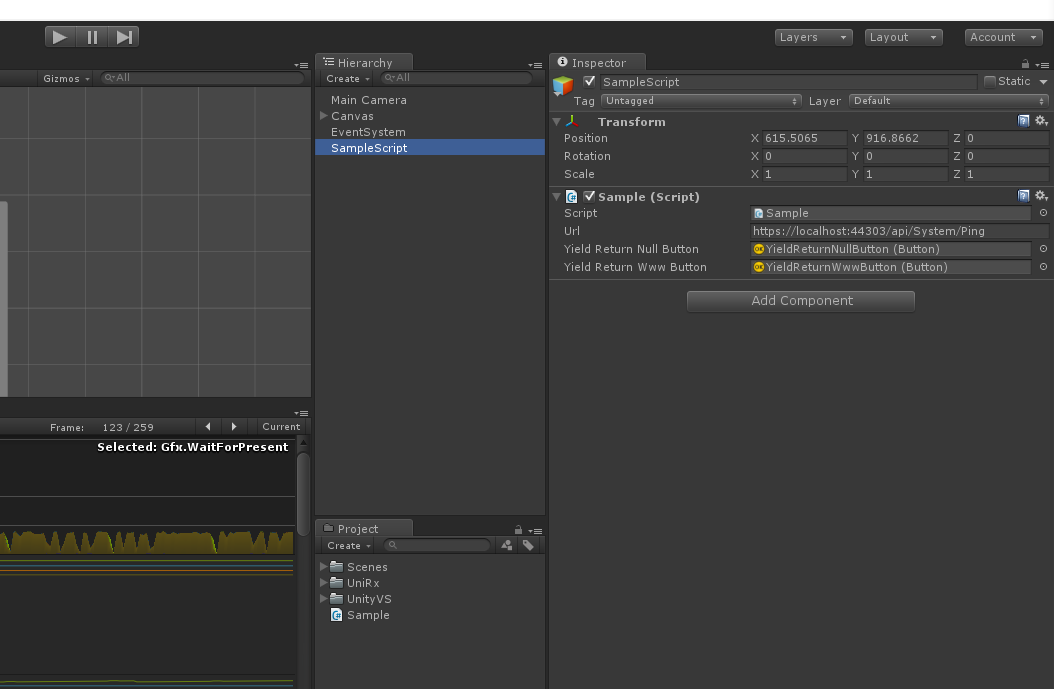 Layers
Layout
Account
Gizmos
All
Hierarchy
Create
All
Main Camera
Canvas
EventSystem
SampleScript
Inspector
SampleScript
Static
Tag
Untagged
Layer
Default
Transform
Position
X 615.5065
Y 916.8662
Z 0
Rotation
X 0
Y 0
Z 0
Scale
X 1
Y 1
Z 1
Sample (Script)
Script
Sample
Url
https://localhost:44303/api/System/Ping
Yield Return Null Button
YieldReturnNullButton (Button)
Yield Return Www Button
YieldReturnWwwButton (Button)
Add Component
Frame: 123 / 259
Current
Selected: Gfx.WaitForPresent
Project
Create
Scenes
UniRx
UnityVS
Sample